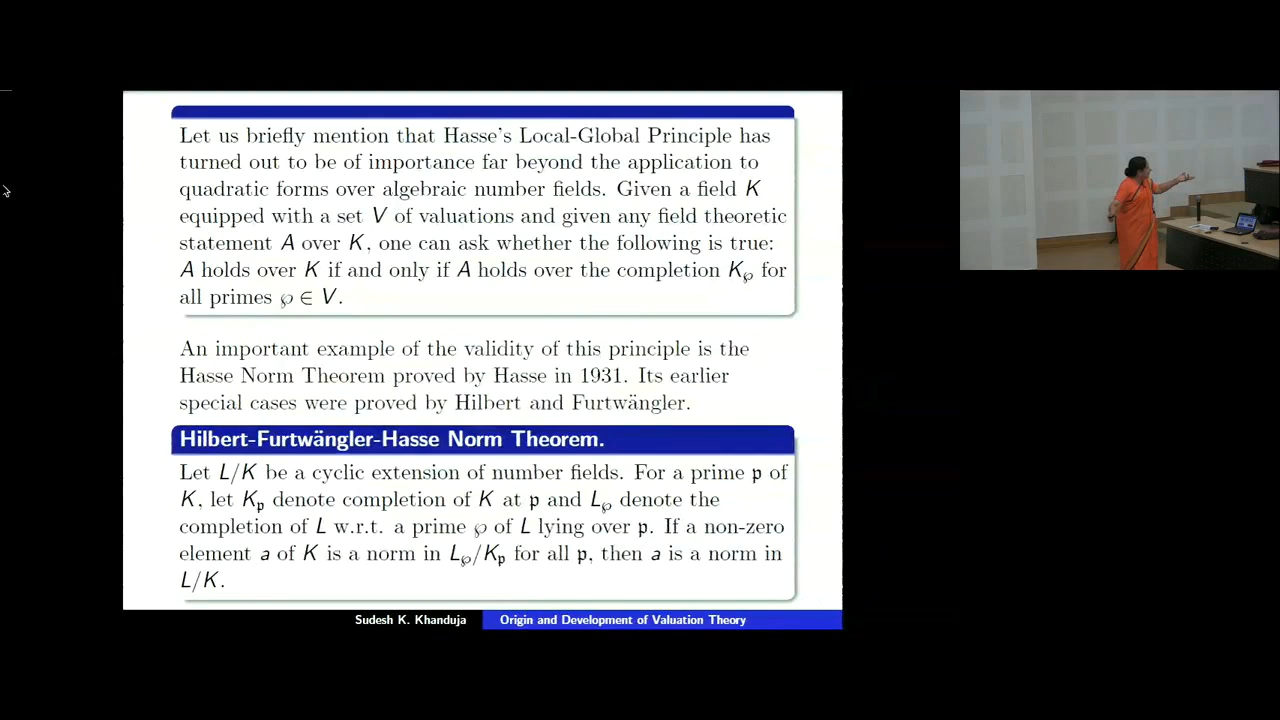 Let us briefly mention that Hasse's Local-Global Principle has
turned out to be of importance far beyond the application to
quadratic forms over algebraic number fields. Given a field K
equipped with a set V of valuations and given any field theoretic
statement A over K, one can ask whether the following is true:
A holds over K if and only if A holds over the completion K_℘ for
all primes ℘ ∈ V.
An important example of the validity of this principle is the
Hasse Norm Theorem proved by Hasse in 1931. Its earlier
special cases were proved by Hilbert and Furtwängler.
Hilbert-Furtwängler-Hasse Norm Theorem.
Let L/K be a cyclic extension of number fields. For a prime 𝔭 of
K, let K_𝔭 denote completion of K at 𝔭 and L_℘ denote the
completion of L w.r.t. a prime ℘ of L lying over 𝔭. If a non-zero
element a of K is a norm in L_℘/K_𝔭 for all 𝔭, then a is a norm in
L/K.
Sudesh K. Khanduja Origin and Development of Valuation Theory